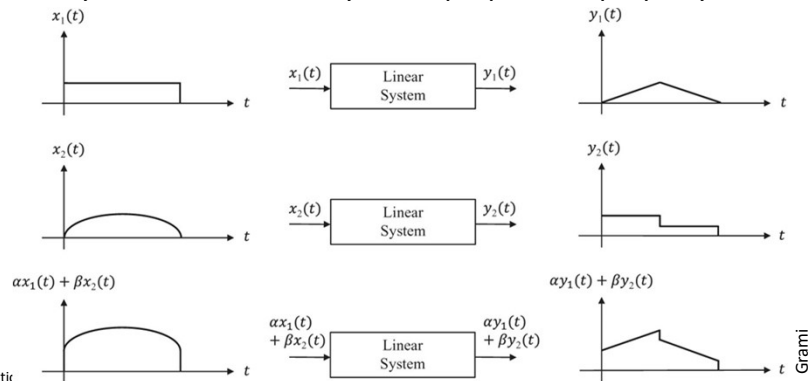 x₁(t)
y₁(t)
x₁(t)
Linear
System
y₁(t)
t
t
x₂(t)
y₂(t)
x₂(t)
Linear
System
y₂(t)
t
t
αx₁(t) + βx₂(t)
αy₁(t) + βy₂(t)
αx₁(t)
+ βx₂(t)
Linear
System
αy₁(t)
+ βy₂(t)
t
t
Grami